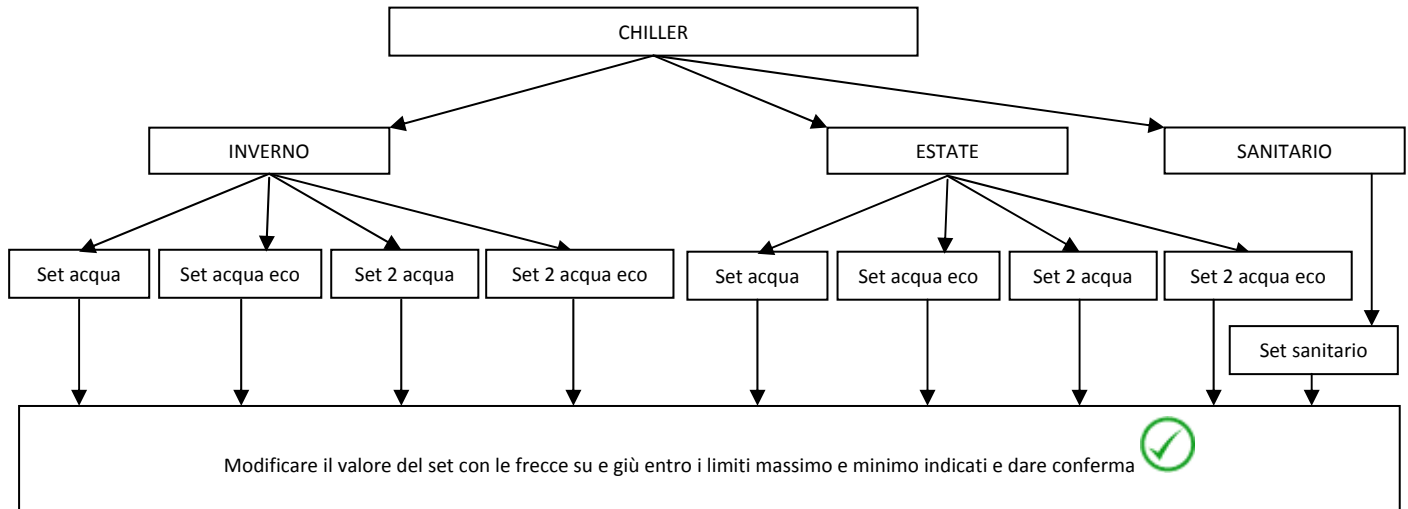 CHILLER
INVERNO
ESTATE
SANITARIO
Set acqua
Set acqua eco
Set 2 acqua
Set 2 acqua eco
Set acqua
Set acqua eco
Set 2 acqua
Set 2 acqua eco
Set sanitario
Modificare il valore del set con le frecce su e giù entro i limiti massimo e minimo indicati e dare conferma